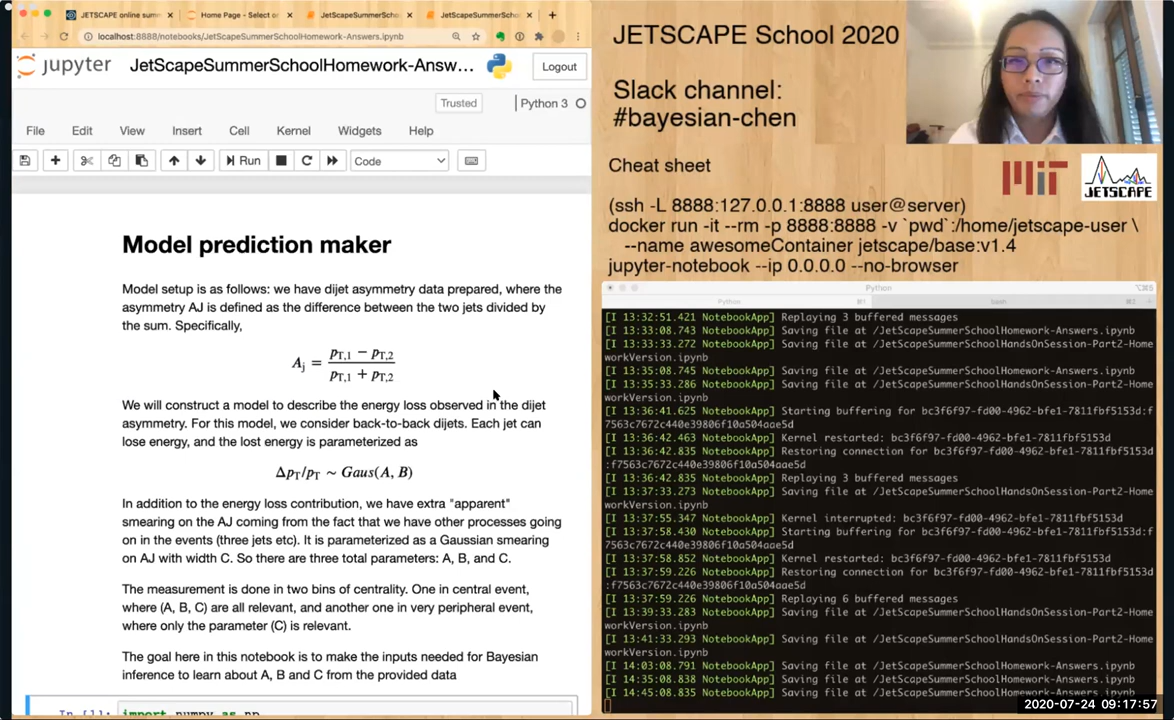 JETSCAPE online sum
Home Page - Select or
JetScapeSummerSchool
JetScapeSummerSchool
localhost:8888/notebooks/JetScapeSummerSchoolHomework-Answers.ipynb
jupyter
JetScapeSummerSchoolHomework-Answ...
Logout
Trusted
Python 3
File Edit View Insert Cell Kernel Widgets Help
Run
Code
Model prediction maker
Model setup is as follows: we have dijet asymmetry data prepared, where the
asymmetry AJ is defined as the difference between the two jets divided by
the sum. Specifically,
Aj = (pT,1 − pT,2) / (pT,1 + pT,2)
We will construct a model to describe the energy loss observed in the dijet
asymmetry. For this model, we consider back-to-back dijets. Each jet can
lose energy, and the lost energy is parameterized as
ΔpT/pT ∼ Gaus(A, B)
In addition to the energy loss contribution, we have extra "apparent"
smearing on the AJ coming from the fact that we have other processes going
on in the events (three jets etc). It is parameterized as a Gaussian smearing
on AJ with width C. So there are three total parameters: A, B, and C.
The measurement is done in two bins of centrality. One in central event,
where (A, B, C) are all relevant, and another one in very peripheral event,
where only the parameter (C) is relevant.
The goal here in this notebook is to make the inputs needed for Bayesian
inference to learn about A, B and C from the provided data
In [1]: import numpy as np
JETSCAPE School 2020
Slack channel:
#bayesian-chen
Cheat sheet
MIT
JETSCAPE
(ssh -L 8888:127.0.0.1:8888 user@server)
docker run -it --rm -p 8888:8888 -v `pwd`:/home/jetscape-user \
--name awesomeContainer jetscape/base:v1.4
jupyter-notebook --ip 0.0.0.0 --no-browser
Python
Python
bash
[I 13:32:51.421 NotebookApp] Replaying 3 buffered messages
[I 13:33:08.743 NotebookApp] Saving file at /JetScapeSummerSchoolHomework-Answers.ipynb
[I 13:33:33.272 NotebookApp] Saving file at /JetScapeSummerSchoolHandsOnSession-Part2-Home
workVersion.ipynb
[I 13:35:08.745 NotebookApp] Saving file at /JetScapeSummerSchoolHomework-Answers.ipynb
[I 13:35:33.286 NotebookApp] Saving file at /JetScapeSummerSchoolHandsOnSession-Part2-Home
workVersion.ipynb
[I 13:36:41.625 NotebookApp] Starting buffering for bc3f6f97-fd00-4962-bfe1-7811fbf5153d:f
7563c7672c440e39806f10a504aae5d
[I 13:36:42.463 NotebookApp] Kernel restarted: bc3f6f97-fd00-4962-bfe1-7811fbf5153d
[I 13:36:42.835 NotebookApp] Restoring connection for bc3f6f97-fd00-4962-bfe1-7811fbf5153d
:f7563c7672c440e39806f10a504aae5d
[I 13:36:42.835 NotebookApp] Replaying 3 buffered messages
[I 13:37:33.273 NotebookApp] Saving file at /JetScapeSummerSchoolHandsOnSession-Part2-Home
workVersion.ipynb
[I 13:37:55.347 NotebookApp] Kernel interrupted: bc3f6f97-fd00-4962-bfe1-7811fbf5153d
[I 13:37:58.430 NotebookApp] Starting buffering for bc3f6f97-fd00-4962-bfe1-7811fbf5153d:f
7563c7672c440e39806f10a504aae5d
[I 13:37:58.852 NotebookApp] Kernel restarted: bc3f6f97-fd00-4962-bfe1-7811fbf5153d
[I 13:37:59.226 NotebookApp] Restoring connection for bc3f6f97-fd00-4962-bfe1-7811fbf5153d
:f7563c7672c440e39806f10a504aae5d
[I 13:37:59.226 NotebookApp] Replaying 6 buffered messages
[I 13:39:33.283 NotebookApp] Saving file at /JetScapeSummerSchoolHandsOnSession-Part2-Home
workVersion.ipynb
[I 13:41:33.293 NotebookApp] Saving file at /JetScapeSummerSchoolHandsOnSession-Part2-Home
workVersion.ipynb
[I 14:03:08.791 NotebookApp] Saving file at /JetScapeSummerSchoolHomework-Answers.ipynb
[I 14:35:08.838 NotebookApp] Saving file at /JetScapeSummerSchoolHomework-Answers.ipynb
[I 14:45:08.835 NotebookApp] Saving file at /JetScapeSummerSchoolHomework-Answers.ipynb
2020-07-24 09:17:57